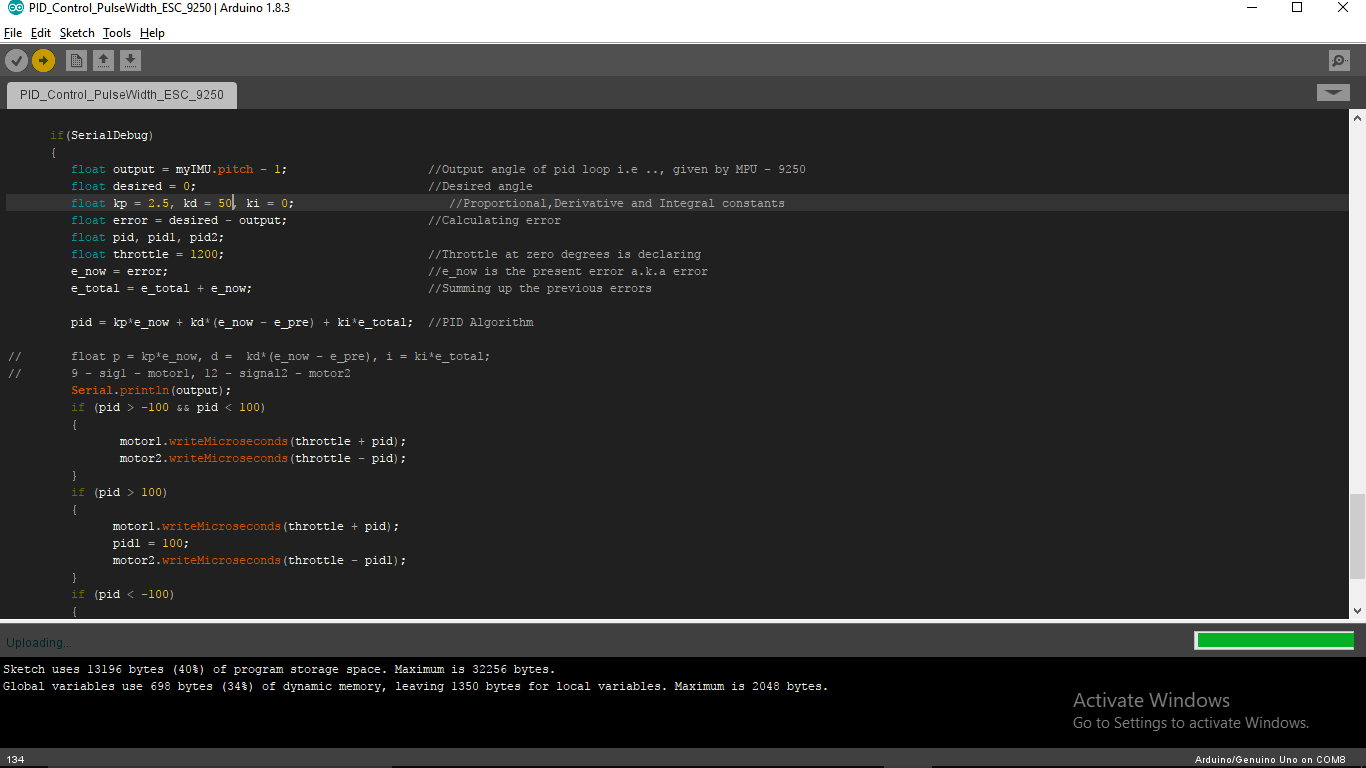 PID_Control_PulseWidth_ESC_9250 | Arduino 1.8.3
File Edit Sketch Tools Help
PID_Control_PulseWidth_ESC_9250
if(SerialDebug)
{
float output = myIMU.pitch - 1; //Output angle of pid loop i.e .., given by MPU - 9250
float desired = 0; //Desired angle
float kp = 2.5, kd = 50, ki = 0; //Proportional,Derivative and Integral constants
float error = desired - output; //Calculating error
float pid, pid1, pid2;
float throttle = 1200; //Throttle at zero degrees is declaring
e_now = error; //e_now is the present error a.k.a error
e_total = e_total + e_now; //Summing up the previous errors
pid = kp*e_now + kd*(e_now - e_pre) + ki*e_total; //PID Algorithm
// float p = kp*e_now, d = kd*(e_now - e_pre), i = ki*e_total;
// 9 - sig1 - motor1, 12 - signal2 - motor2
Serial.println(output);
if (pid > -100 && pid < 100)
{
motor1.writeMicroseconds(throttle + pid);
motor2.writeMicroseconds(throttle - pid);
}
if (pid > 100)
{
motor1.writeMicroseconds(throttle + pid);
pid1 = 100;
motor2.writeMicroseconds(throttle - pid1);
}
if (pid < -100)
{
Uploading...
Sketch uses 13196 bytes (40%) of program storage space. Maximum is 32256 bytes.
Global variables use 698 bytes (34%) of dynamic memory, leaving 1350 bytes for local variables. Maximum is 2048 bytes.
Activate Windows
Go to Settings to activate Windows.
134 Arduino/Genuino Uno on COM8